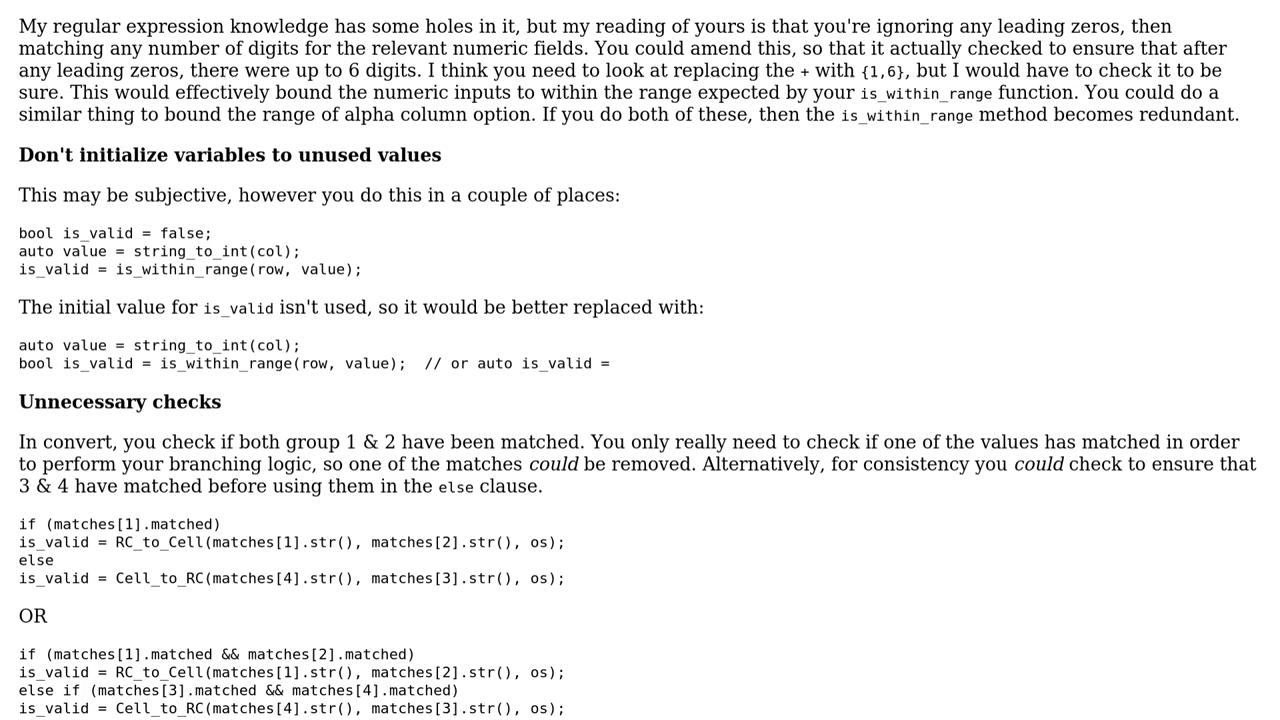 My regular expression knowledge has some holes in it, but my reading of yours is that you're ignoring any leading zeros, then
matching any number of digits for the relevant numeric fields. You could amend this, so that it actually checked to ensure that after
any leading zeros, there were up to 6 digits. I think you need to look at replacing the + with {1,6}, but I would have to check it to be
sure. This would effectively bound the numeric inputs to within the range expected by your is_within_range function. You could do a
similar thing to bound the range of alpha column option. If you do both of these, then the is_within_range method becomes redundant.
Don't initialize variables to unused values
This may be subjective, however you do this in a couple of places:
bool is_valid = false;
auto value = string_to_int(col);
is_valid = is_within_range(row, value);
The initial value for is_valid isn't used, so it would be better replaced with:
auto value = string_to_int(col);
bool is_valid = is_within_range(row, value);  // or auto is_valid =
Unnecessary checks
In convert, you check if both group 1 & 2 have been matched. You only really need to check if one of the values has matched in order
to perform your branching logic, so one of the matches could be removed. Alternatively, for consistency you could check to ensure that
3 & 4 have matched before using them in the else clause.
if (matches[1].matched)
is_valid = RC_to_Cell(matches[1].str(), matches[2].str(), os);
else
is_valid = Cell_to_RC(matches[4].str(), matches[3].str(), os);
OR
if (matches[1].matched && matches[2].matched)
is_valid = RC_to_Cell(matches[1].str(), matches[2].str(), os);
else if (matches[3].matched && matches[4].matched)
is_valid = Cell_to_RC(matches[4].str(), matches[3].str(), os);